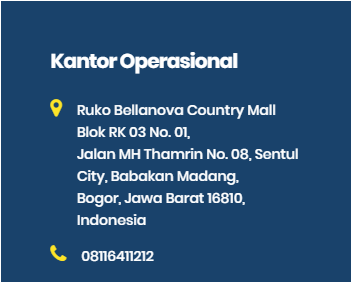 Kantor Operasional
Ruko Bellanova Country Mall
Blok RK 03 No. 01,
Jalan MH Thamrin No. 08, Sentul
City, Babakan Madang,
Bogor, Jawa Barat 16810,
Indonesia
08116411212